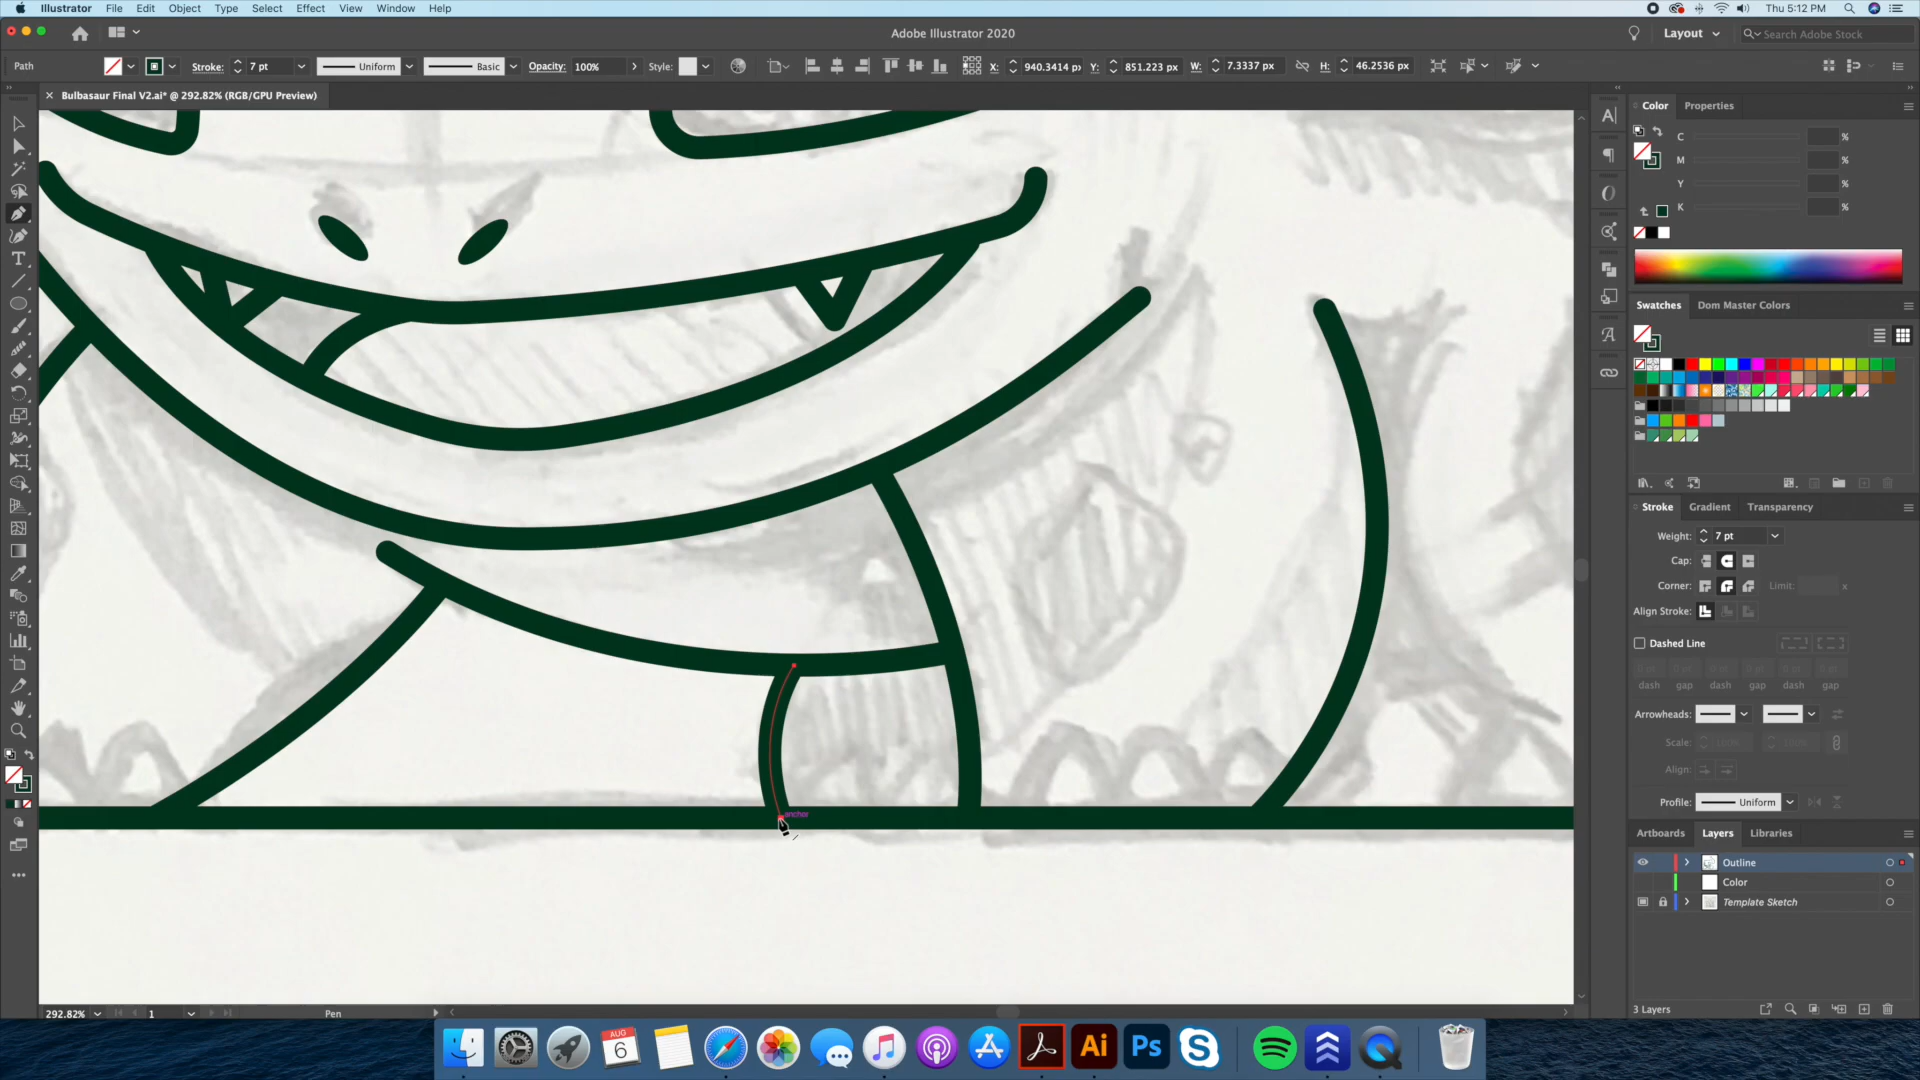 Illustrator File Edit Object Type Select Effect View Window Help
Thu 5:12 PM
Adobe Illustrator 2020
Layout
Search Adobe Stock
Path
Stroke:
7 pt
Uniform
Basic
Opacity:
100%
Style:
X:
940.3414 p
Y:
851.223 px
W:
7.3337 px
H:
46.2536 px
Bulbasaur Final V2.ai* @ 292.82% (RGB/GPU Preview)
Color Properties
C %
M %
Y %
K %
Swatches Dom Master Colors
Stroke Gradient Transparency
Weight: 7 pt
Cap:
Corner: Limit: x
Align Stroke:
Dashed Line
dash gap dash gap dash gap
Arrowheads:
Scale: 100% 100%
Align:
Profile: Uniform
anchor
Artboards Layers Libraries
Outline
Color
Template Sketch
3 Layers
292.82%
1
Pen
AUG
6
Ai
Ps